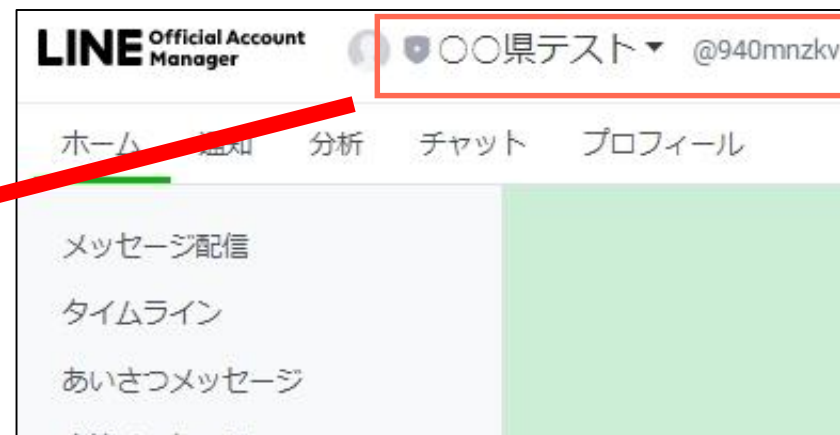 LINE Official Account Manager ○○県テスト▼ @940mnzkv
ホーム 通知 分析 チャット プロフィール
メッセージ配信
タイムライン
あいさつメッセージ